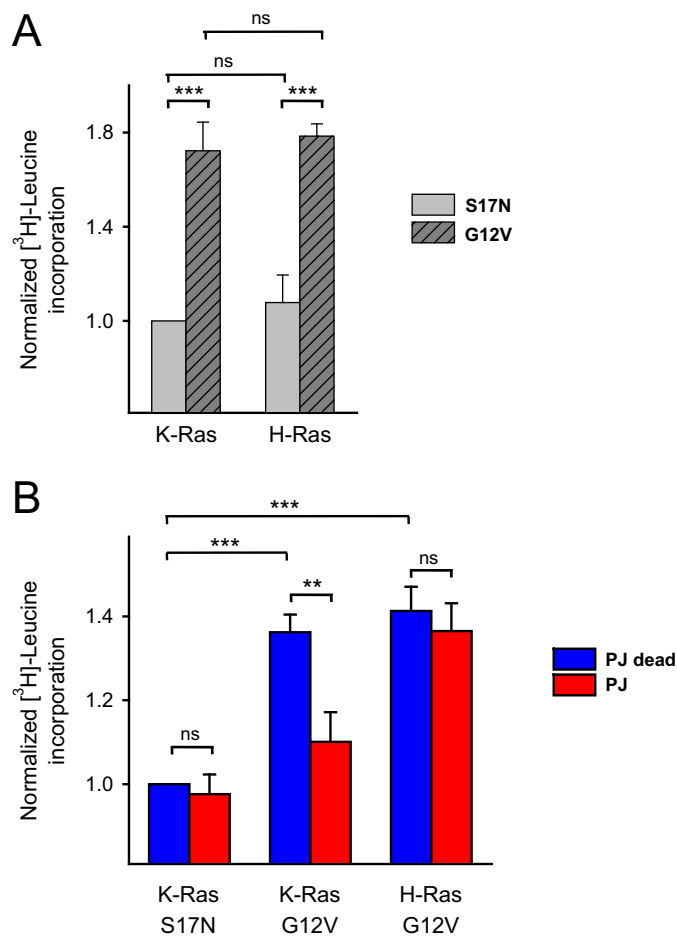 A
ns
ns
*** ***
Normalized [³H]-Leucine
incorporation
1.8
1.4
1.0
K-Ras H-Ras
S17N
G12V
B
***
***
ns
**
ns
Normalized [³H]-Leucine
incorporation
1.4
1.2
1.0
PJ dead
PJ
K-Ras K-Ras H-Ras
S17N G12V G12V